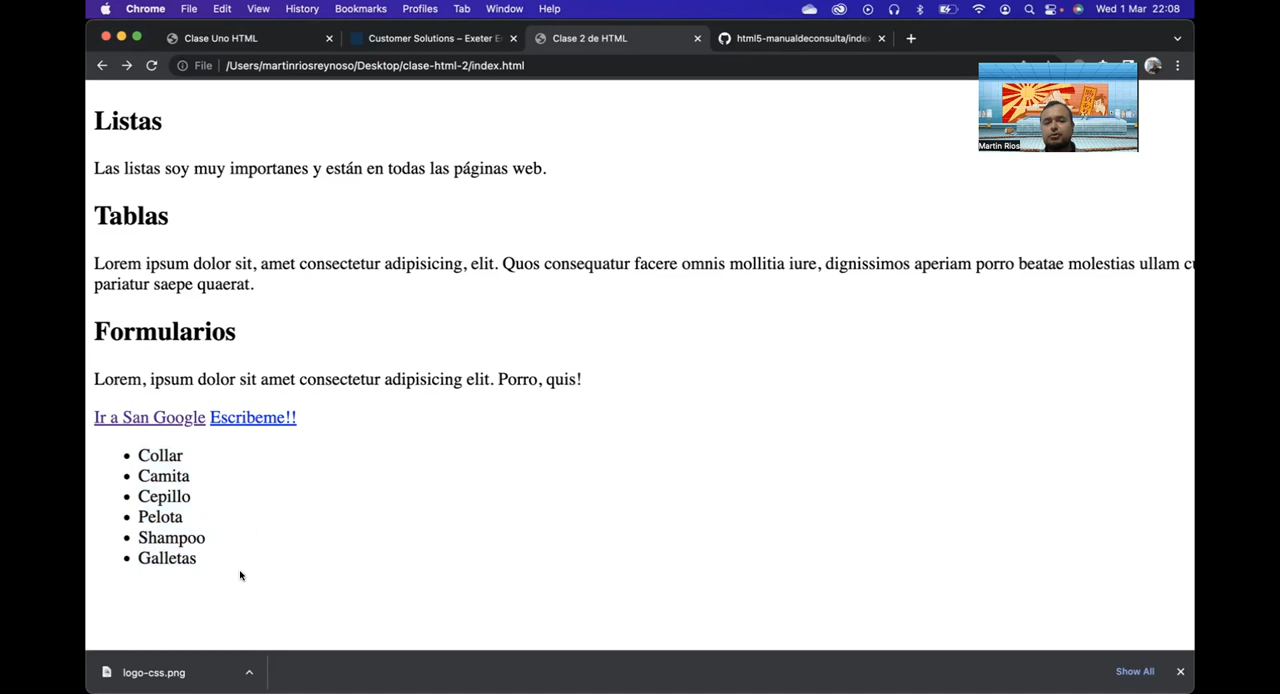 Chrome File Edit View History Bookmarks Profiles Tab Window Help Wed 1 Mar 22:08
Clase Uno HTML Customer Solutions – Exeter E Clase 2 de HTML html5-manualdeconsulta/inde
File /Users/martinriosreynoso/Desktop/clase-html-2/index.html
Martin Rios
Listas
Las listas soy muy importanes y están en todas las páginas web.
Tablas
Lorem ipsum dolor sit, amet consectetur adipisicing, elit. Quos consequatur facere omnis mollitia iure, dignissimos aperiam porro beatae molestias ullam
pariatur saepe quaerat.
Formularios
Lorem, ipsum dolor sit amet consectetur adipisicing elit. Porro, quis!
Ir a San Google Escribeme!!
• Collar
• Camita
• Cepillo
• Pelota
• Shampoo
• Galletas
logo-css.png Show All